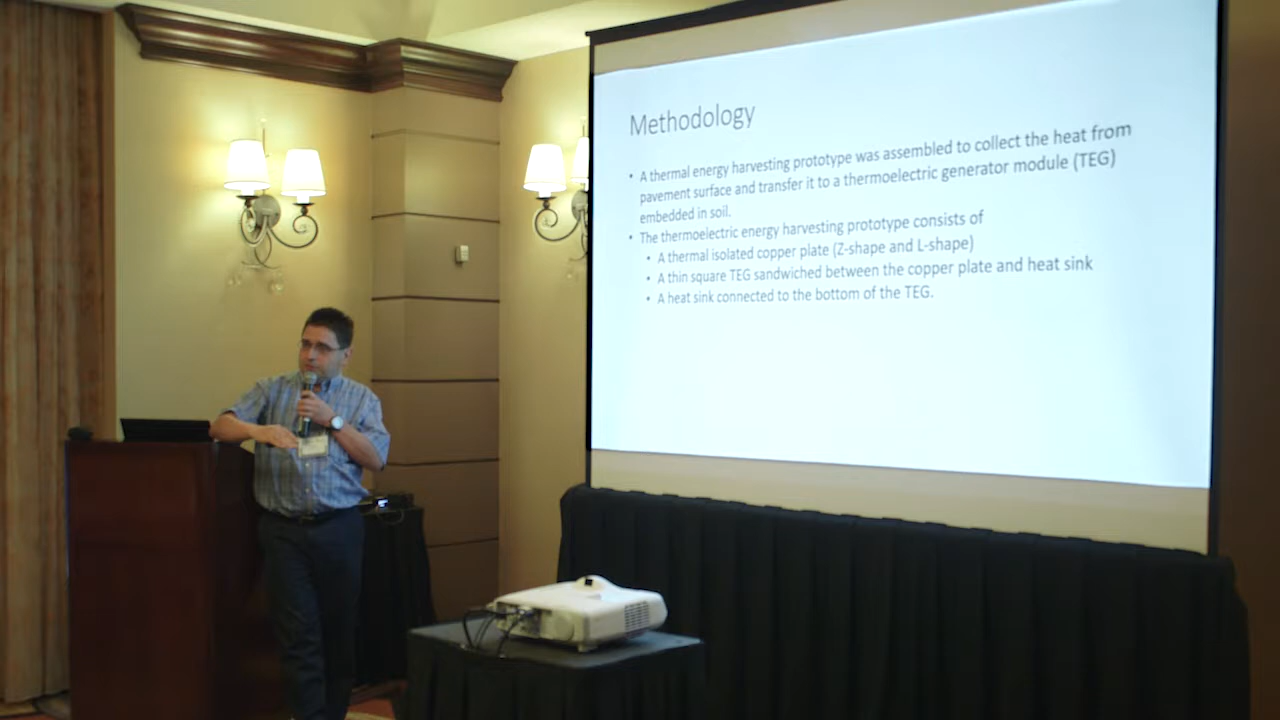 Methodology
• A thermal energy harvesting prototype was assembled to collect the heat from
pavement surface and transfer it to a thermoelectric generator module (TEG)
embedded in soil.
• The thermoelectric energy harvesting prototype consists of
• A thermal isolated copper plate (Z-shape and L-shape)
• A thin square TEG sandwiched between the copper plate and heat sink
• A heat sink connected to the bottom of the TEG.